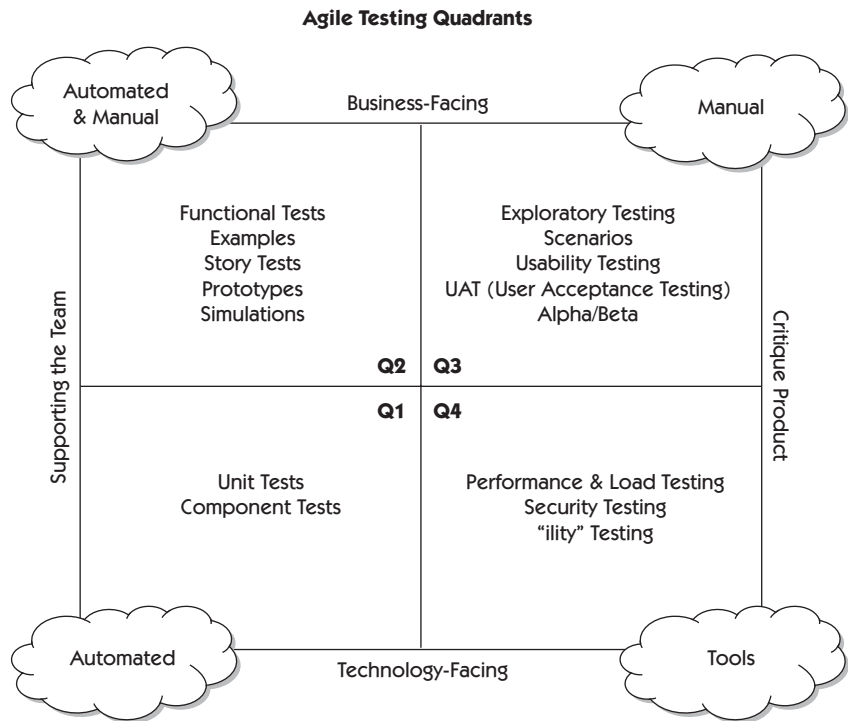 Agile Testing Quadrants
Automated
& Manual
Business-Facing
Manual
Functional Tests
Examples
Story Tests
Prototypes
Simulations
Exploratory Testing
Scenarios
Usability Testing
UAT (User Acceptance Testing)
Alpha/Beta
Supporting the Team
Critique Product
Q2
Q3
Q1
Q4
Unit Tests
Component Tests
Performance & Load Testing
Security Testing
“ility” Testing
Automated
Technology-Facing
Tools